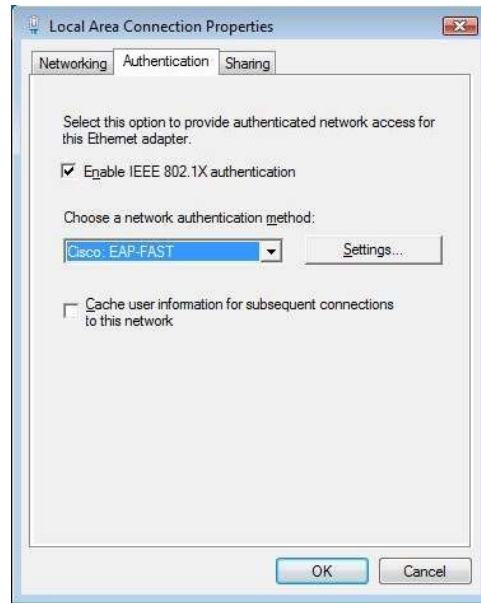 Local Area Connection Properties
Networking Authentication Sharing
Select this option to provide authenticated network access for
this Ethernet adapter.
Enable IEEE 802.1X authentication
Choose a network authentication method:
Cisco: EAP-FAST Settings...
Cache user information for subsequent connections
to this network
OK Cancel